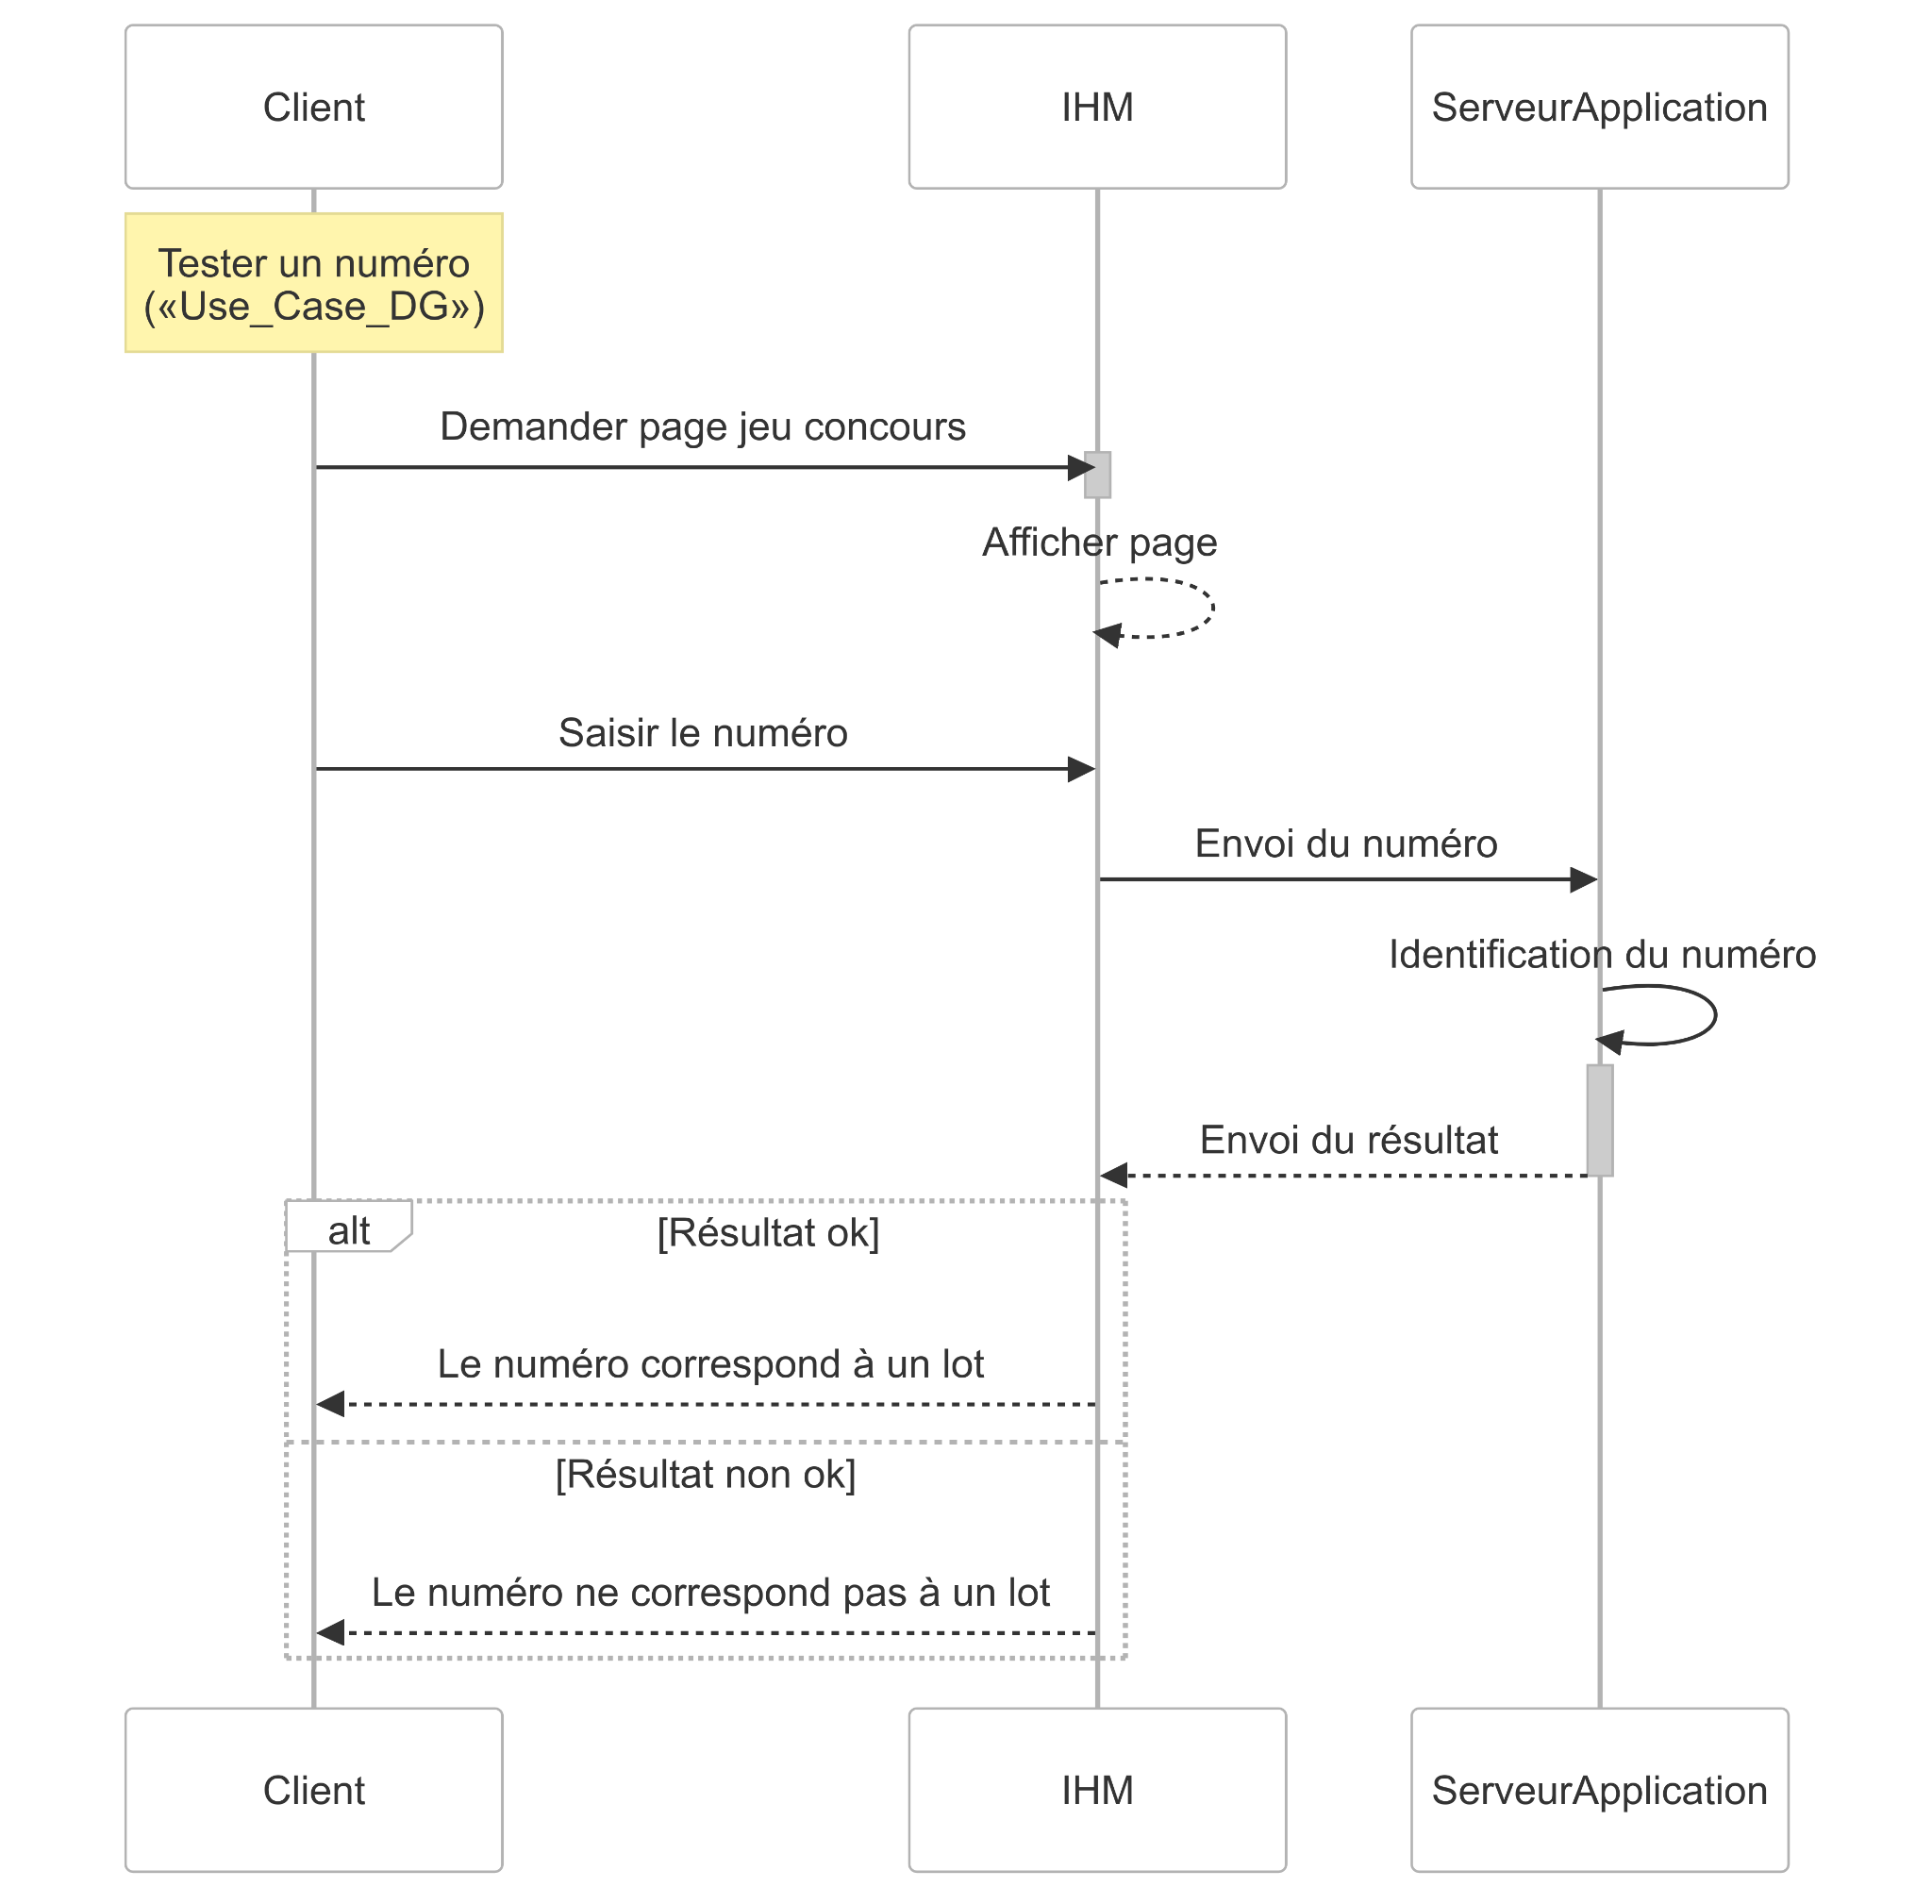 Client
IHM
ServeurApplication
Tester un numéro
(«Use_Case_DG»)
Demander page jeu concours
Afficher page
Saisir le numéro
Envoi du numéro
Identification du numéro
Envoi du résultat
alt
[Résultat ok]
Le numéro correspond à un lot
[Résultat non ok]
Le numéro ne correspond pas à un lot
Client
IHM
ServeurApplication